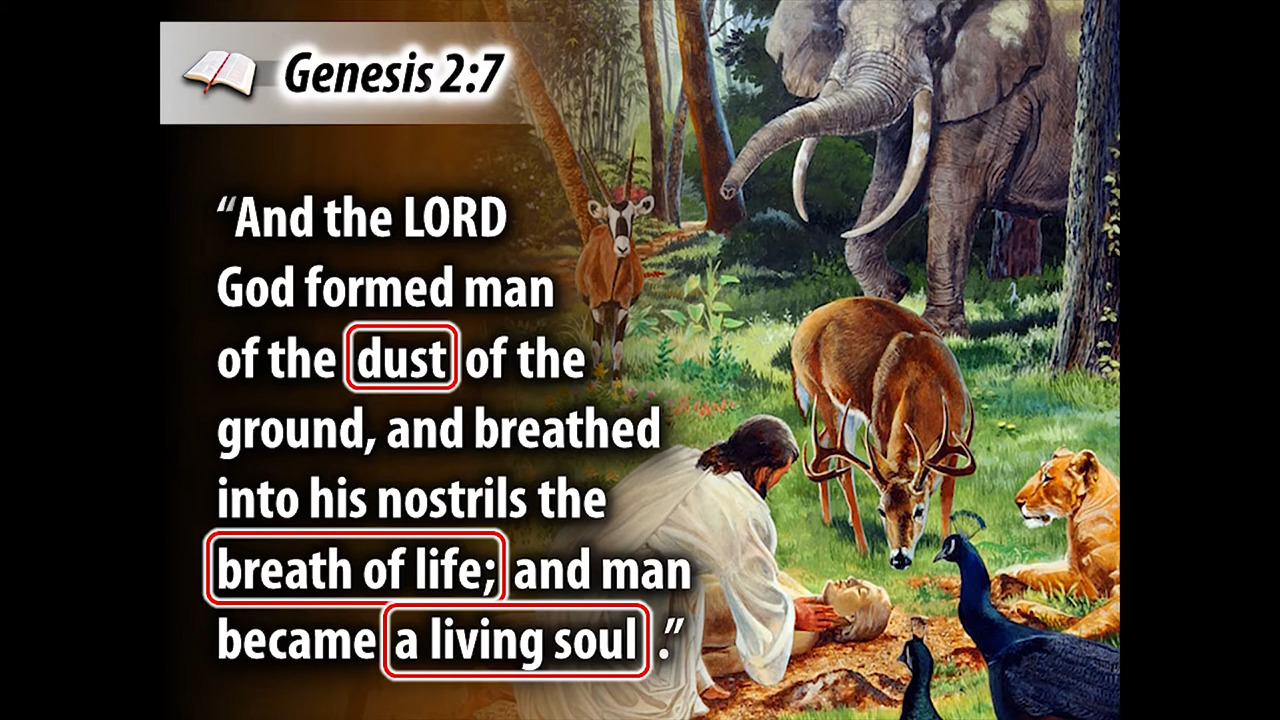 Genesis 2:7
“And the LORD
God formed man
of the dust of the
ground, and breathed
into his nostrils the
breath of life; and man
became a living soul .”